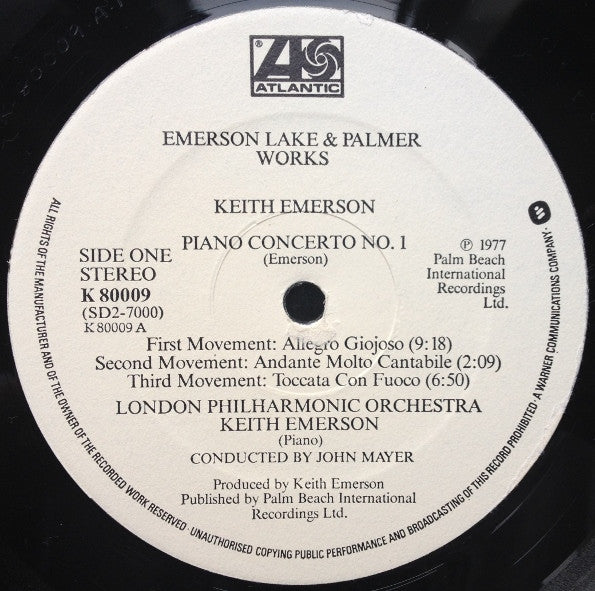 ATLANTIC
®
EMERSON LAKE & PALMER
WORKS
KEITH EMERSON
PIANO CONCERTO NO. 1
(Emerson)
SIDE ONE
STEREO
K 80009
(SD2-7000)
K 80009 A
℗ 1977
Palm Beach
International
Recordings
Ltd.
First Movement: Allegro Giojoso (9:18)
Second Movement: Andante Molto Cantabile (2:09)
Third Movement: Toccata Con Fuoco (6:50)
LONDON PHILHARMONIC ORCHESTRA
KEITH EMERSON
(Piano)
CONDUCTED BY JOHN MAYER
Produced by Keith Emerson
Published by Palm Beach International
Recordings Ltd.
ALL RIGHTS OF THE MANUFACTURER AND OF THE OWNER OF THE RECORDED WORK RESERVED · UNAUTHORISED COPYING PUBLIC PERFORMANCE AND BROADCASTING OF THIS RECORD PROHIBITED · A WARNER COMMUNICATIONS COMPANY ·